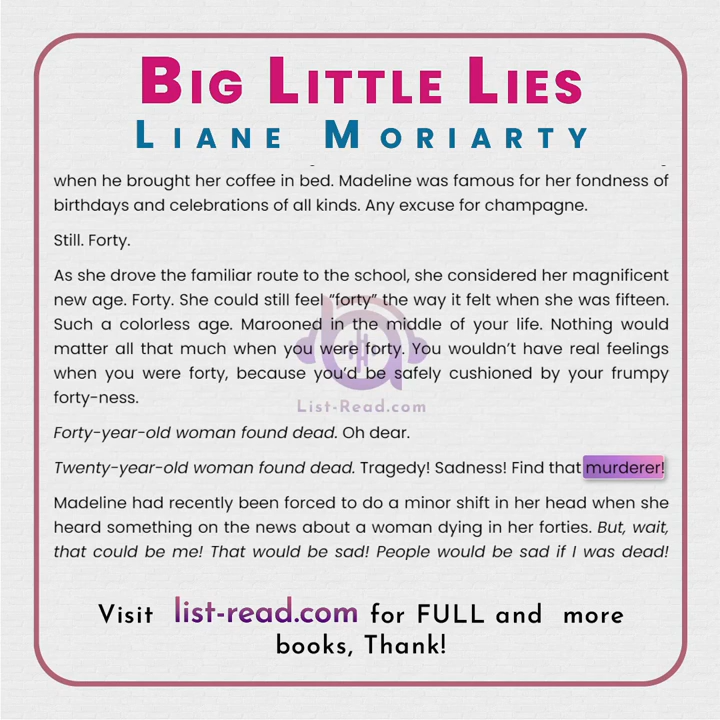 Big Little Lies
Liane Moriarty
when he brought her coffee in bed. Madeline was famous for her fondness of
birthdays and celebrations of all kinds. Any excuse for champagne.
Still. Forty.
As she drove the familiar route to the school, she considered her magnificent
new age. Forty. She could still feel “forty” the way it felt when she was fifteen.
Such a colorless age. Marooned in the middle of your life. Nothing would
matter all that much when you were forty. You wouldn’t have real feelings
when you were forty, because you’d be safely cushioned by your frumpy
forty-ness.
List-Read.com
Forty-year-old woman found dead. Oh dear.
Twenty-year-old woman found dead. Tragedy! Sadness! Find that murderer!
Madeline had recently been forced to do a minor shift in her head when she
heard something on the news about a woman dying in her forties. But, wait,
that could be me! That would be sad! People would be sad if I was dead!
Visit list-read.com for FULL and more
books, Thank!